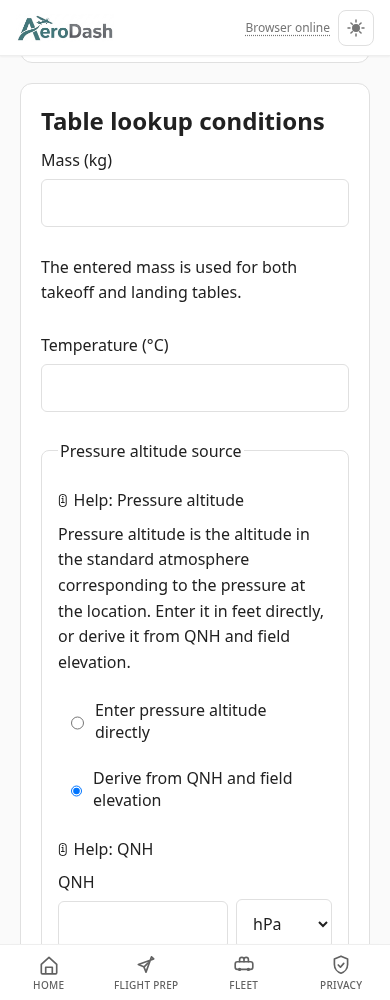 AeroDash
Browser online
Table lookup conditions
Mass (kg)
The entered mass is used for both
takeoff and landing tables.
Temperature (°C)
Pressure altitude source
Help: Pressure altitude
Pressure altitude is the altitude in
the standard atmosphere
corresponding to the pressure at
the location. Enter it in feet directly,
or derive it from QNH and field
elevation.
Enter pressure altitude
directly
Derive from QNH and field
elevation
Help: QNH
QNH
hPa
HOME
FLIGHT PREP
FLEET
PRIVACY